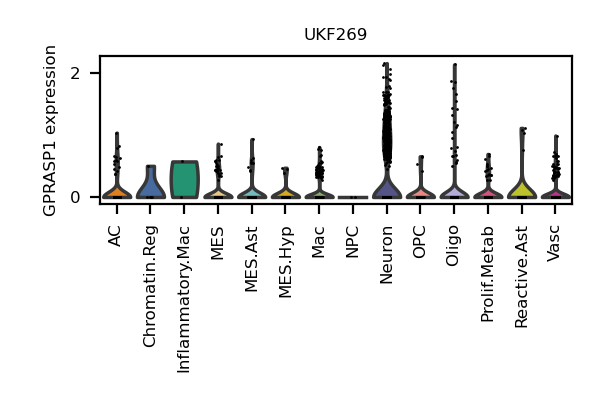 UKF269
GPRASP1 expression
2
0
AC
Chromatin.Reg
Inflammatory.Mac
MES
MES.Ast
MES.Hyp
Mac
NPC
Neuron
OPC
Oligo
Prolif.Metab
Reactive.Ast
Vasc